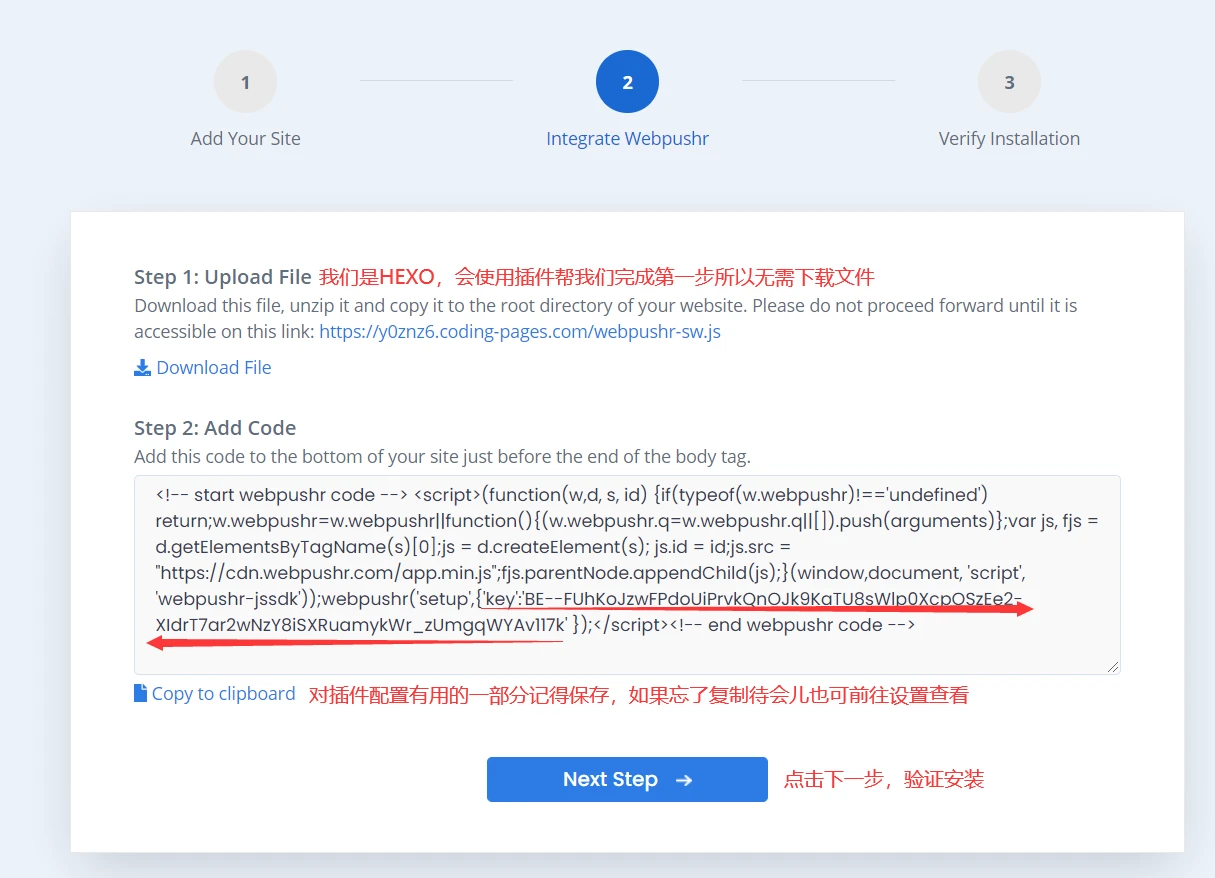 1
2
3
Add Your Site
Integrate Webpushr
Verify Installation
Step 1: Upload File 我们是HEXO，会使用插件帮我们完成第一步所以无需下载文件
Download this file, unzip it and copy it to the root directory of your website. Please do not proceed forward until it is
accessible on this link: https://y0znz6.coding-pages.com/webpushr-sw.js
Download File
Step 2: Add Code
Add this code to the bottom of your site just before the end of the body tag.
<!-- start webpushr code --> <script>(function(w,d, s, id) {if(typeof(w.webpushr)!=='undefined')
return;w.webpushr=w.webpushr||function(){(w.webpushr.q=w.webpushr.q||[]).push(arguments)};var js, fjs =
d.getElementsByTagName(s)[0];js = d.createElement(s); js.id = id;js.src =
"https://cdn.webpushr.com/app.min.js";fjs.parentNode.appendChild(js);}(window,document, 'script',
'webpushr-jssdk'));webpushr('setup',{'key':'BE--FUhKoJzwFPdoUiPrvkQnOJk9KaTU8sWlp0XcpOSzEe2-
XIdrT7ar2wNzY8iSXRuamykWr_zUmgqWYAv117k' });</script><!-- end webpushr code -->
Copy to clipboard 对插件配置有用的一部分记得保存，如果忘了复制待会儿也可前往设置查看
Next Step → 点击下一步，验证安装